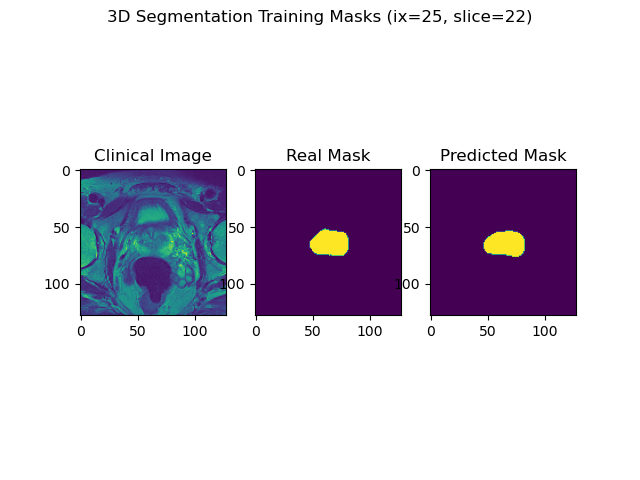 3D Segmentation Training Masks (ix=25, slice=22)
Clinical Image Real Mask Predicted Mask
0 0 0
50 50 50
100 100 100
0 50 100 0 50 100 0 50 100